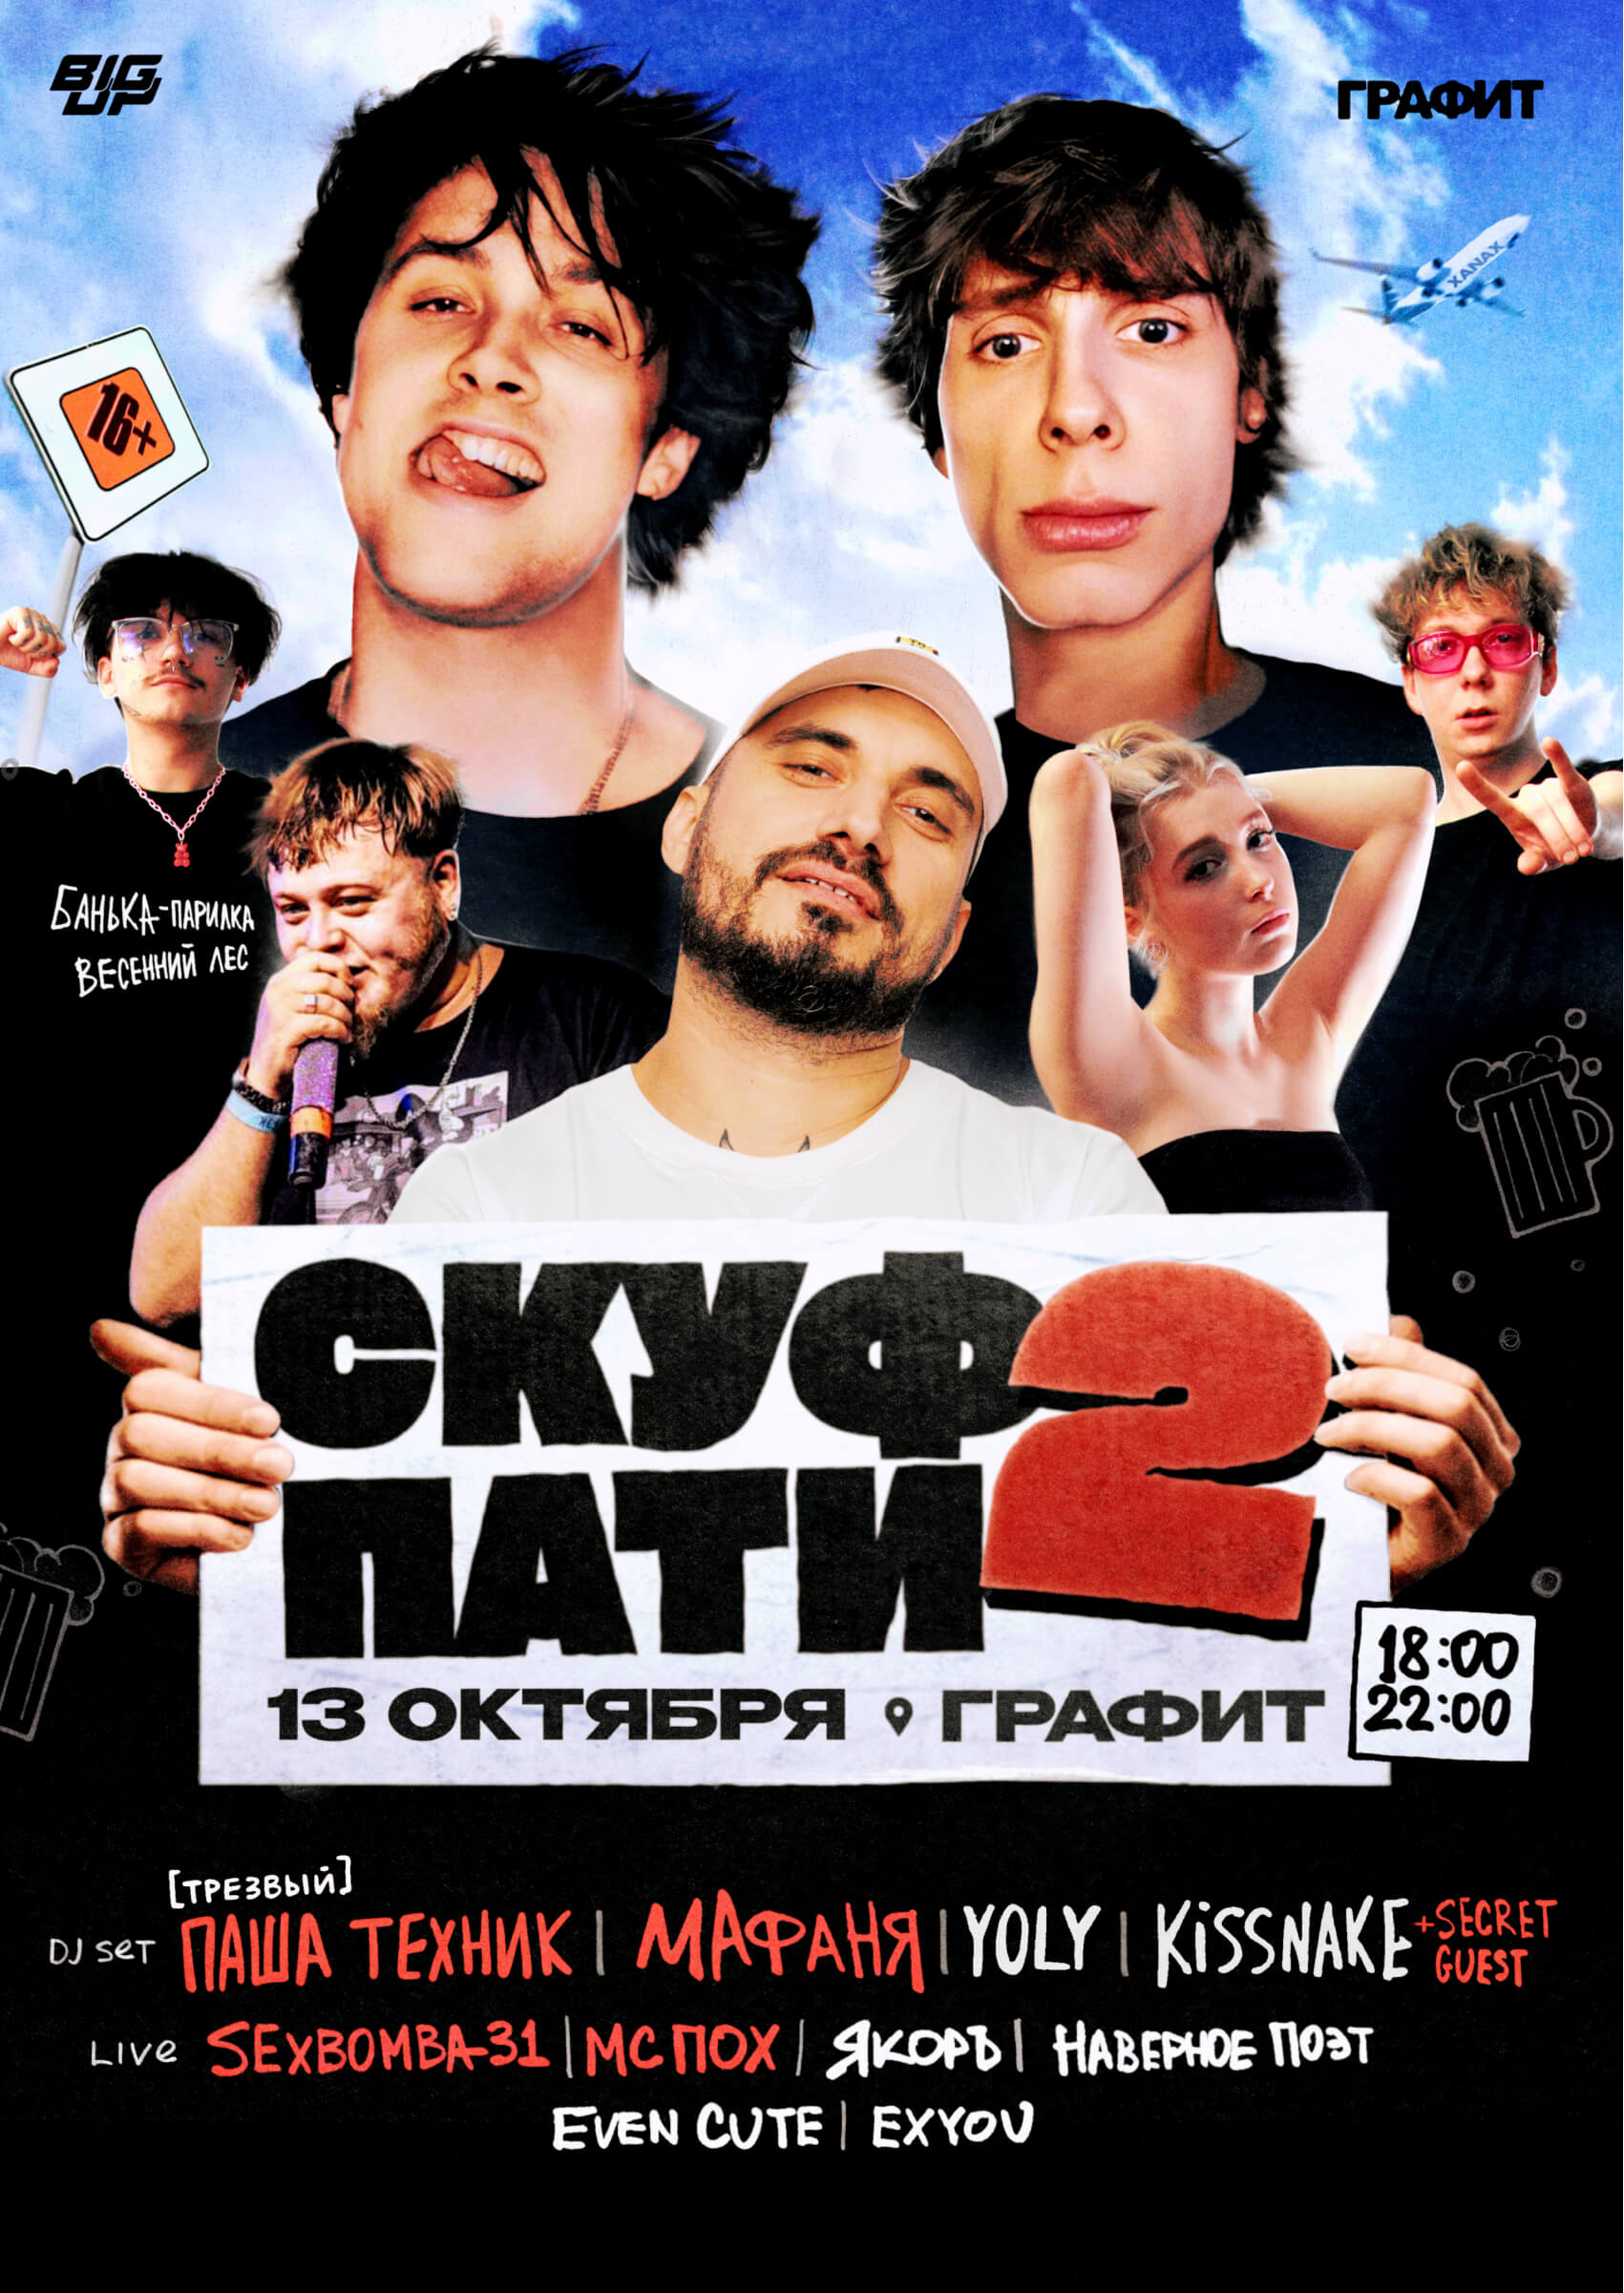 BIG UP
ГРАФИТ
XANAX
16+
БАНЬКА-ПАРИЛКА
ВЕСЕННИЙ ЛЕС
СКУФ
ПАТИ 2
13 ОКТЯБРЯ ГРАФИТ
18:00
22:00
[ТРЕЗВЫЙ]
DJ SET ПАША ТЕХНИК | МАФАНЯ | YOLY | KISSNAKE +SECRET GUEST
LIVE SEXBOMBA-31 | МС ПОХ | ЯКОРЬ | НАВЕРНОЕ ПОЭТ
EVEN CUTE | EXYOU